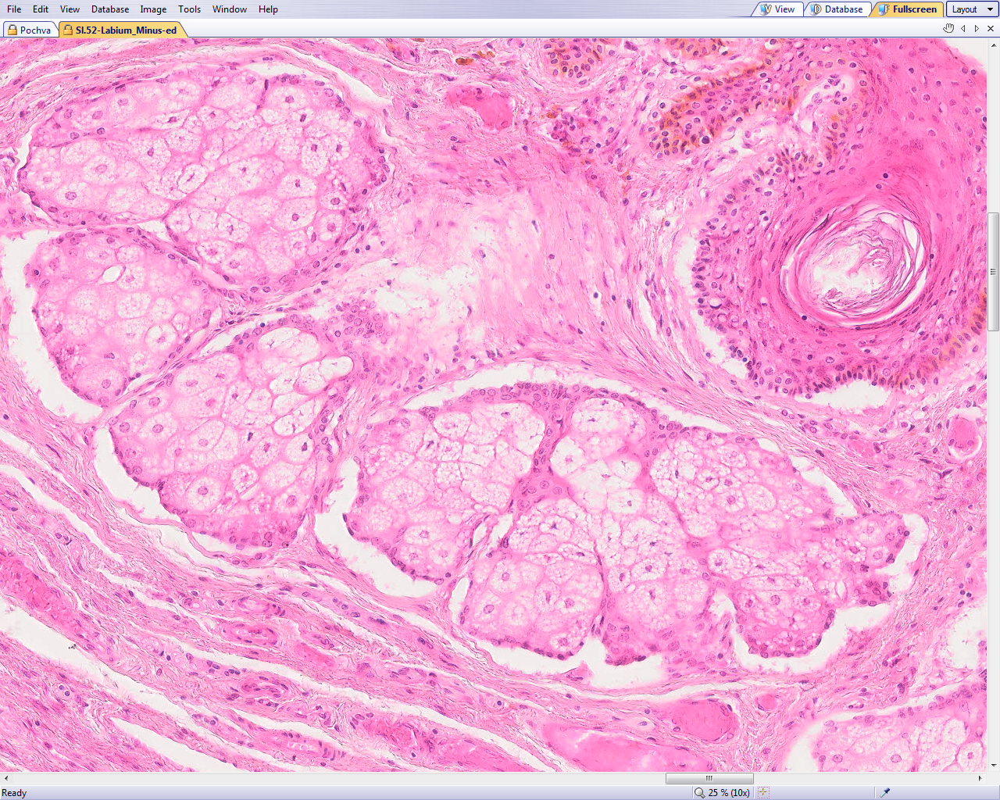 File Edit View Database Image Tools Window Help View Database Fullscreen Layout
Pochva Sl.52-Labium_Minus-ed
Ready 25 % (10x)